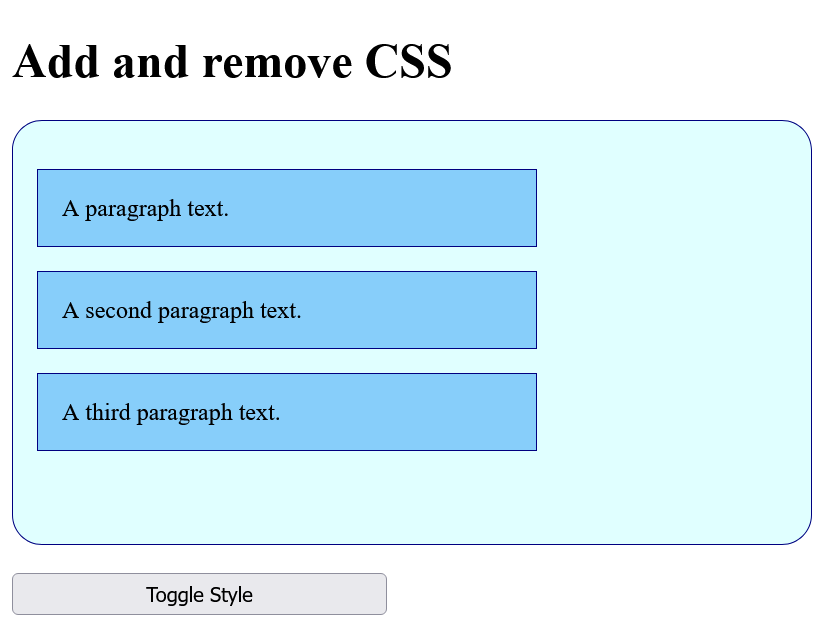 Add and remove CSS
A paragraph text.
A second paragraph text.
A third paragraph text.
Toggle Style